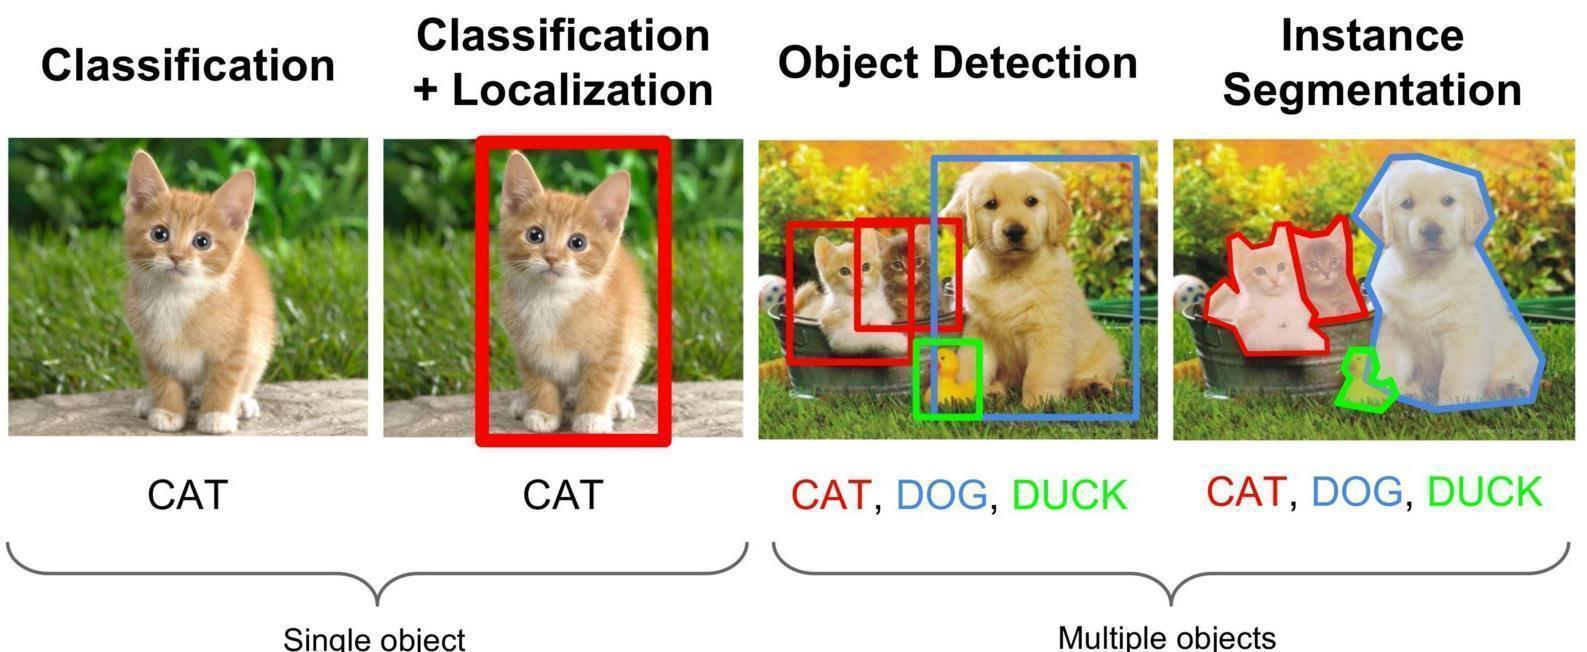 Classification
Classification
+ Localization
Object Detection
Instance
Segmentation
CAT
CAT
CAT, DOG, DUCK
CAT, DOG, DUCK
Single object
Multiple objects